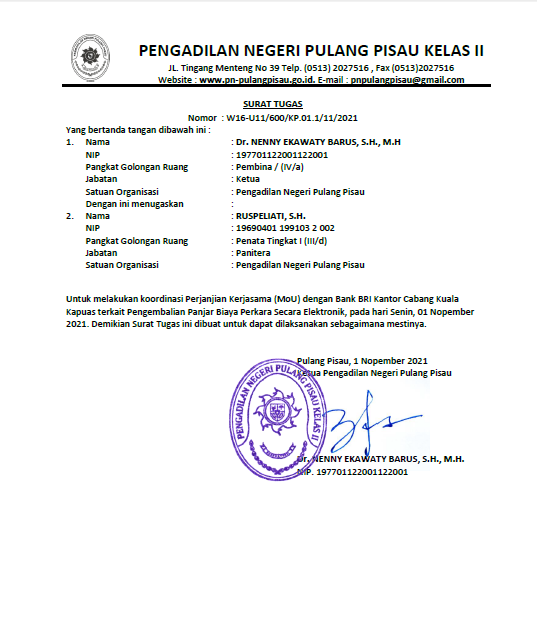 PENGADILAN NEGERI PULANG PISAU KELAS II
JL. Tingang Menteng No 39 Telp. (0513) 2027516 , Fax (0513)2027516
Website : www.pn-pulangpisau.go.id. E-mail : pnpulangpisau@gmail.com
SURAT TUGAS
Nomor : W16-U11/600/KP.01.1/11/2021
Yang bertanda tangan dibawah ini :
1. Nama : Dr. NENNY EKAWATY BARUS, S.H., M.H
NIP : 197701122001122001
Pangkat Golongan Ruang : Pembina / (IV/a)
Jabatan : Ketua
Satuan Organisasi : Pengadilan Negeri Pulang Pisau
Dengan ini menugaskan :
2. Nama : RUSPELIATI, S.H.
NIP : 19690401 199103 2 002
Pangkat Golongan Ruang : Penata Tingkat I (III/d)
Jabatan : Panitera
Satuan Organisasi : Pengadilan Negeri Pulang Pisau
Untuk melakukan koordinasi Perjanjian Kerjasama (MoU) dengan Bank BRI Kantor Cabang Kuala
Kapuas terkait Pengembalian Panjar Biaya Perkara Secara Elektronik, pada hari Senin, 01 Nopember
2021. Demikian Surat Tugas ini dibuat untuk dapat dilaksanakan sebagaimana mestinya.
Pulang Pisau, 1 Nopember 2021
Ketua Pengadilan Negeri Pulang Pisau
PENGADILAN NEGERI PULANG PISAU KELAS II
Dr. NENNY EKAWATY BARUS, S.H., M.H.
NIP. 197701122001122001